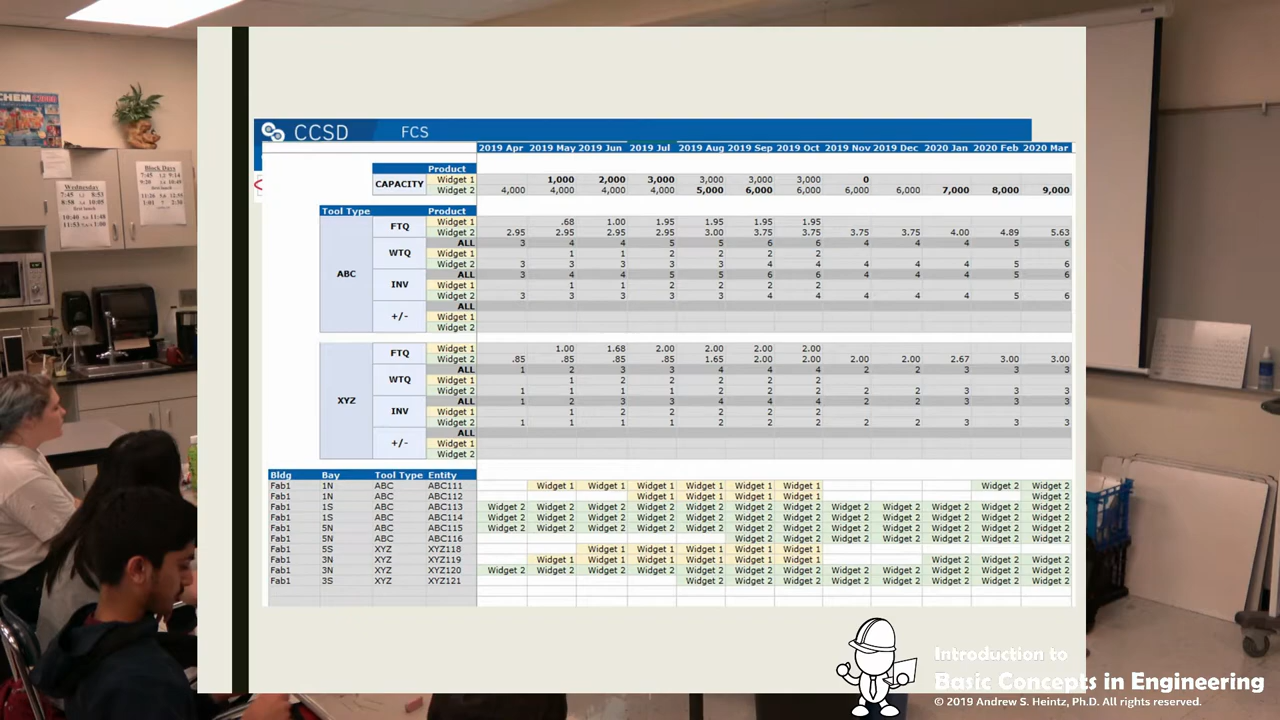 CHEM
Wednesday
7:45 8:53
8:58 10:05
10:40 11:48
11:53 1:00
Block Days
CCSD FCS
2019 Apr 2019 May 2019 Jun 2019 Jul 2019 Aug 2019 Sep 2019 Oct 2019 Nov 2019 Dec 2020 Jan 2020 Feb 2020 Mar
Product
CAPACITY
Widget 1 1,000 2,000 3,000 3,000 3,000 3,000 0
Widget 2 4,000 4,000 4,000 4,000 5,000 6,000 6,000 6,000 6,000 7,000 8,000 9,000
Tool Type Product
ABC
FTQ
Widget 1 .68 1.00 1.95 1.95 1.95 1.95
Widget 2 2.95 2.95 2.95 2.95 3.00 3.75 3.75 3.75 3.75 4.00 4.89 5.63
WTQ
ALL 3 4 4 5 5 6 6 4 4 4 5 6
Widget 1 1 1 2 2 2 2
Widget 2 3 3 3 3 3 4 4 4 4 4 5 6
INV
ALL 3 4 4 5 5 6 6 4 4 4 5 6
Widget 1 1 1 2 2 2 2
Widget 2 3 3 3 3 3 4 4 4 4 4 5 6
+/-
ALL
Widget 1
Widget 2
XYZ
FTQ
Widget 1 1.00 1.68 2.00 2.00 2.00 2.00
Widget 2 .85 .85 .85 .85 1.65 2.00 2.00 2.00 2.00 2.67 3.00 3.00
WTQ
ALL 1 2 3 3 4 4 4 2 2 3 3 3
Widget 1 1 2 2 2 2 2
Widget 2 1 1 1 1 2 2 2 2 2 3 3 3
INV
ALL 1 2 3 3 4 4 4 2 2 3 3 3
Widget 1 1 2 2 2 2 2
Widget 2 1 1 1 1 2 2 2 2 2 3 3 3
+/-
ALL
Widget 1
Widget 2
Bldg Bay Tool Type Entity
Fab1 1N ABC ABC111 Widget 1 Widget 1 Widget 1 Widget 1 Widget 1 Widget 1 Widget 2 Widget 2
Fab1 1N ABC ABC112 Widget 1 Widget 1 Widget 1 Widget 1 Widget 2
Fab1 1S ABC ABC113 Widget 2 Widget 2 Widget 2 Widget 2 Widget 2 Widget 2 Widget 2 Widget 2 Widget 2 Widget 2 Widget 2 Widget 2
Fab1 1S ABC ABC114 Widget 2 Widget 2 Widget 2 Widget 2 Widget 2 Widget 2 Widget 2 Widget 2 Widget 2 Widget 2 Widget 2 Widget 2
Fab1 5N ABC ABC115 Widget 2 Widget 2 Widget 2 Widget 2 Widget 2 Widget 2 Widget 2 Widget 2 Widget 2 Widget 2 Widget 2 Widget 2
Fab1 5N ABC ABC116 Widget 2 Widget 2 Widget 2 Widget 2 Widget 2 Widget 2 Widget 2
Fab1 5S XYZ XYZ118 Widget 1 Widget 1 Widget 1 Widget 1 Widget 1
Fab1 3N XYZ XYZ119 Widget 1 Widget 1 Widget 1 Widget 1 Widget 1 Widget 1 Widget 2 Widget 2 Widget 2
Fab1 3N XYZ XYZ120 Widget 2 Widget 2 Widget 2 Widget 2 Widget 2 Widget 2 Widget 2 Widget 2 Widget 2 Widget 2 Widget 2 Widget 2
Fab1 3S XYZ XYZ121 Widget 2 Widget 2 Widget 2 Widget 2 Widget 2 Widget 2 Widget 2 Widget 2
Introduction to
Basic Concepts in Engineering
© 2019 Andrew S. Heintz, Ph.D. All rights reserved.